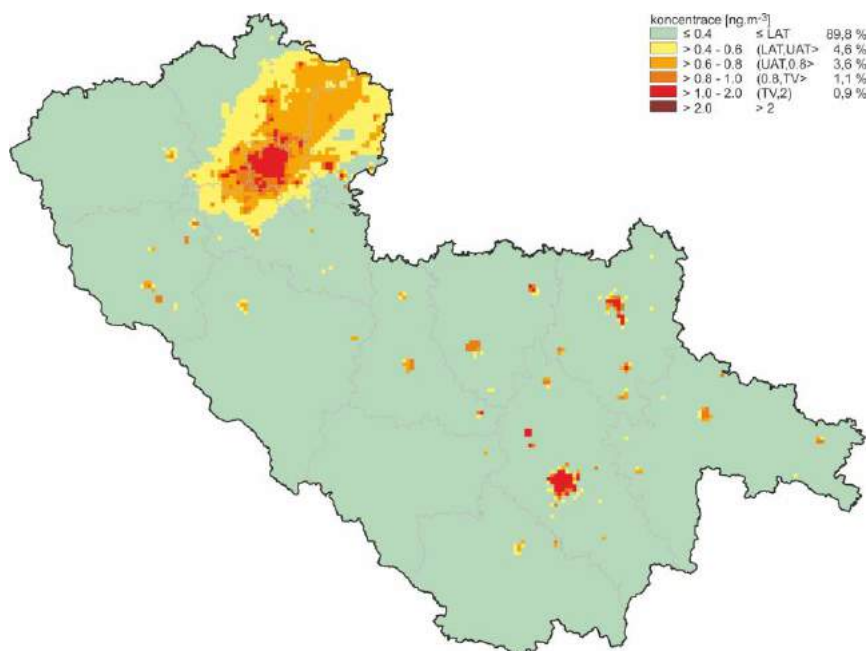 koncentrace [ng.m-3]
≤ 0.4 ≤ LAT 89,8 %
> 0.4 - 0.6 (LAT,UAT> 4,6 %
> 0.6 - 0.8 (UAT,0.8> 3,6 %
> 0.8 - 1.0 (0.8,TV> 1,1 %
> 1.0 - 2.0 (TV,2) 0,9 %
> 2.0 > 2